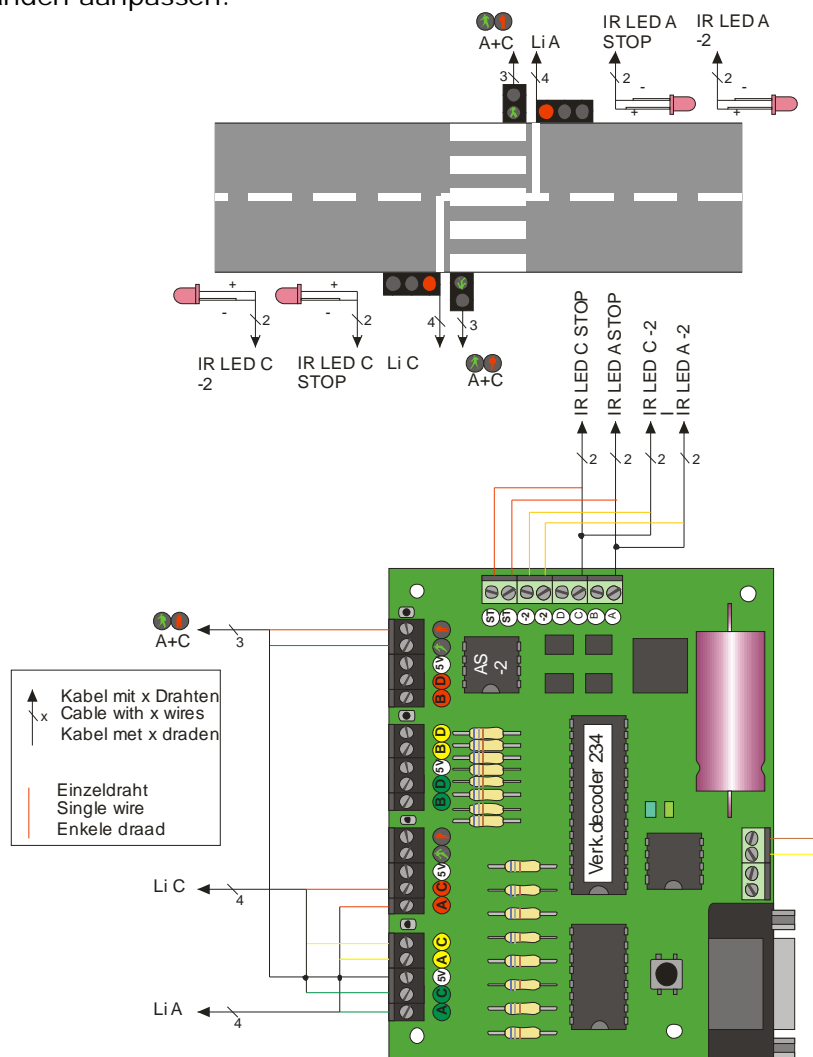 anden aanpassen.
A+C
Li A
IR LED A
STOP
IR LED A
-2
3
4
2
2
-
+
-
+
+
-
2
+
-
2
4
3
IR LED C
-2
IR LED C
STOP
Li C
A+C
IR LED C STOP
IR LED A STOP
IR LED C -2
IR LED A -2
2
2
2
2
ST
ST
-2
-2
D
C
B
A
A+C
3
5V
D
B
AS
-2
x
Kabel mit x Drahten
Cable with x wires
Kabel met x draden
Einzeldraht
Single wire
Enkele draad
B D
5V
B D
Verk.decoder 234
5V
A C
Li C
4
A C
5V
A C
Li A
4